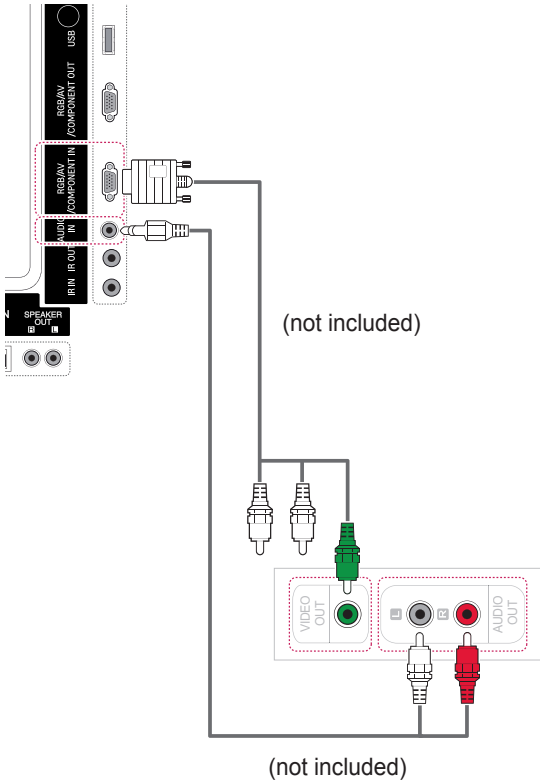 USB
RGB/AV
/COMPONENT OUT
RGB/AV
/COMPONENT IN
AUDIO
IN
IR OUT
IR IN
N
SPEAKER
OUT
R L
(not included)
VIDEO
OUT
L R
AUDIO
OUT
(not included)